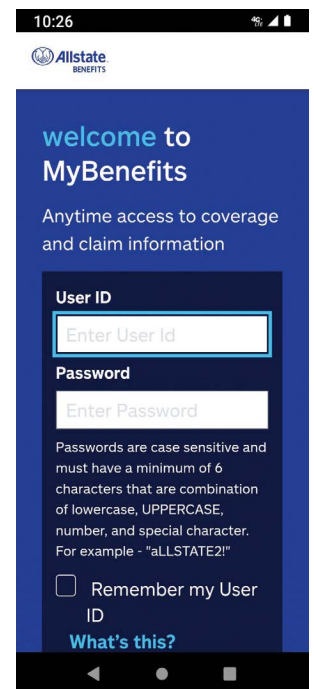 10:26
4G
LTE
Allstate
BENEFITS
welcome to
MyBenefits
Anytime access to coverage
and claim information
User ID
Enter User Id
Password
Enter Password
Passwords are case sensitive and
must have a minimum of 6
characters that are combination
of lowercase, UPPERCASE,
number, and special character.
For example - "aLLSTATE2!"
Remember my User
ID
What's this?